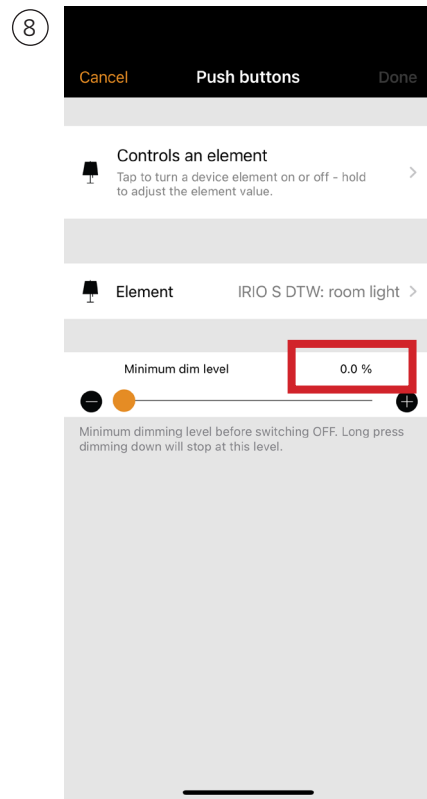 8
Cancel Push buttons Done
Controls an element
Tap to turn a device element on or off - hold
to adjust the element value.
Element IRIO S DTW: room light
Minimum dim level 0.0 %
Minimum dimming level before switching OFF. Long press
dimming down will stop at this level.